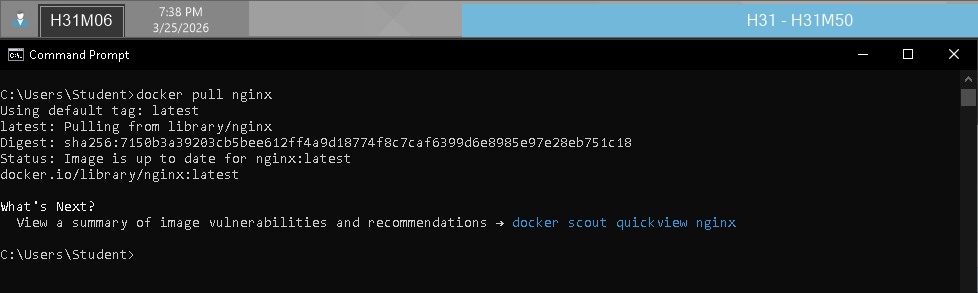 H31M06
7:38 PM
3/25/2026
H31 - H31M50
Command Prompt
C:\Users\Student>docker pull nginx
Using default tag: latest
latest: Pulling from library/nginx
Digest: sha256:7150b3a39203cb5bee612ff4a9d18774f8c7caf6399d6e8985e97e28eb751c18
Status: Image is up to date for nginx:latest
docker.io/library/nginx:latest
What's Next?
View a summary of image vulnerabilities and recommendations → docker scout quickview nginx
C:\Users\Student>